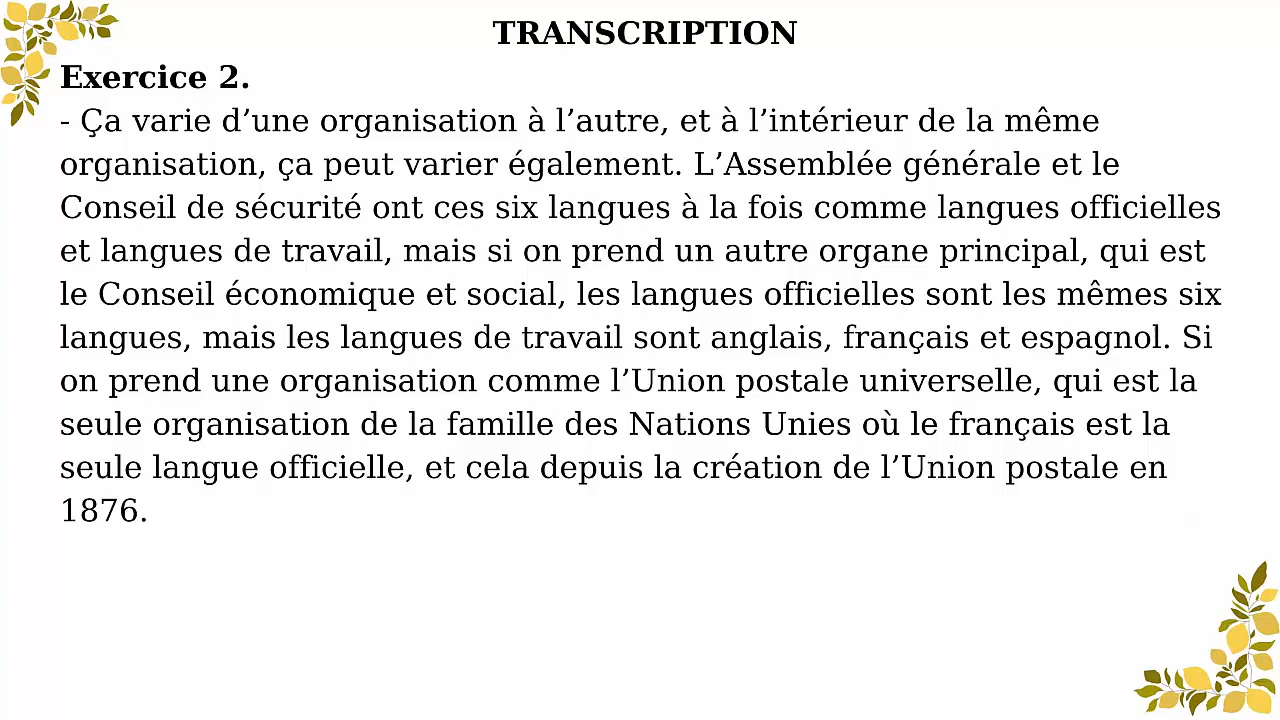 TRANSCRIPTION
Exercice 2.
- Ça varie d’une organisation à l’autre, et à l’intérieur de la même
organisation, ça peut varier également. L’Assemblée générale et le
Conseil de sécurité ont ces six langues à la fois comme langues officielles
et langues de travail, mais si on prend un autre organe principal, qui est
le Conseil économique et social, les langues officielles sont les mêmes six
langues, mais les langues de travail sont anglais, français et espagnol. Si
on prend une organisation comme l’Union postale universelle, qui est la
seule organisation de la famille des Nations Unies où le français est la
seule langue officielle, et cela depuis la création de l’Union postale en
1876.